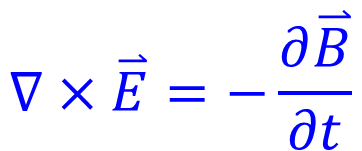 ∇ × E⃗ = − ∂B⃗ / ∂t